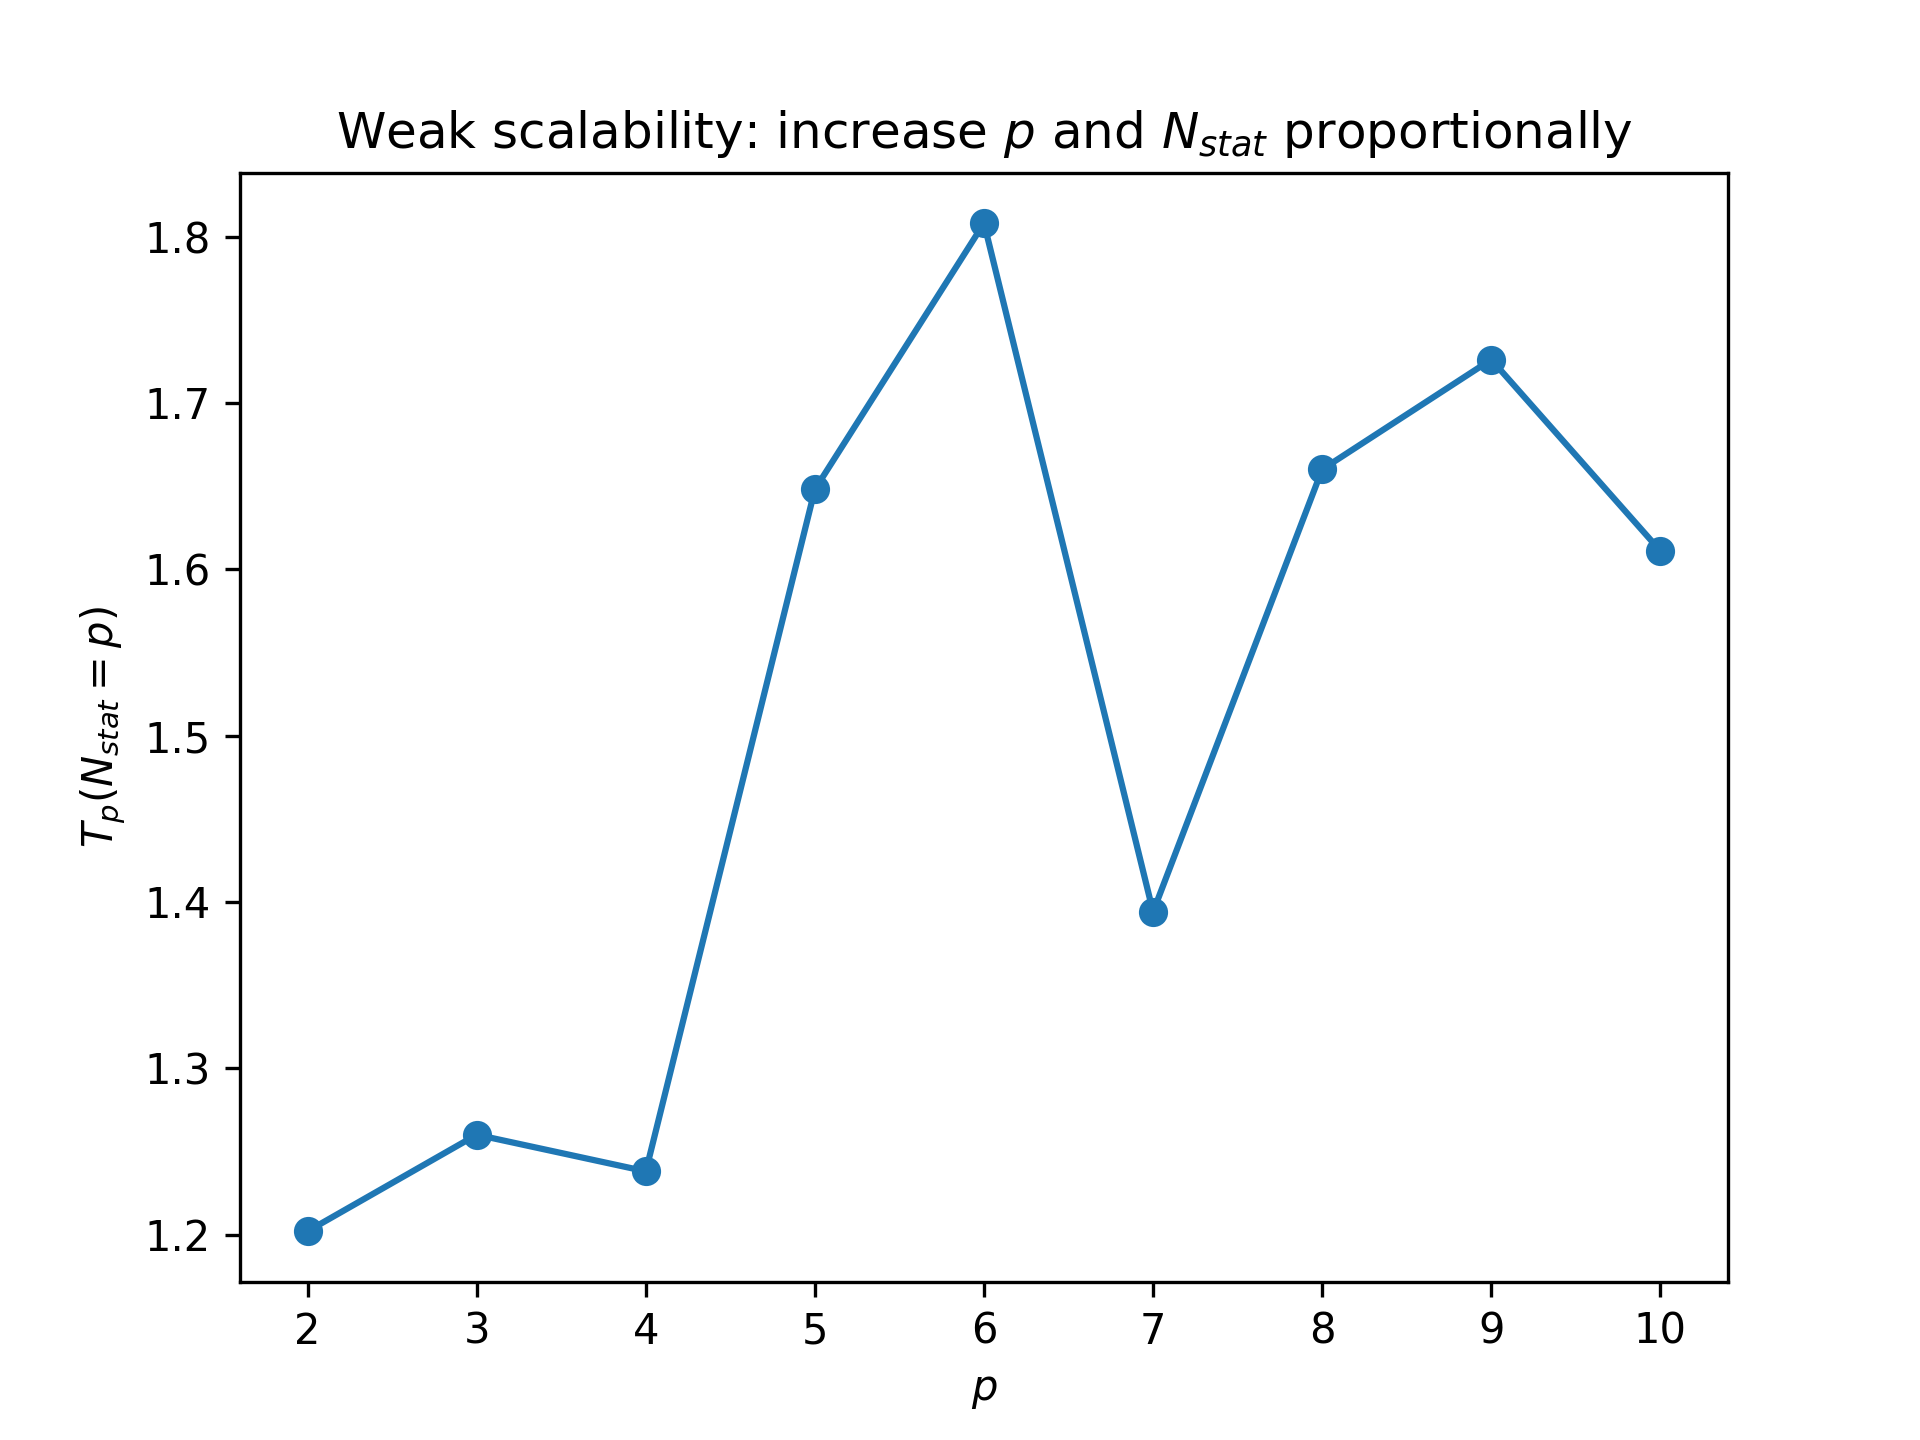 Weak scalability: increase p and N_stat proportionally
1.8
1.7
1.6
1.5
1.4
1.3
1.2
T_p(N_stat = p)
2 3 4 5 6 7 8 9 10
p